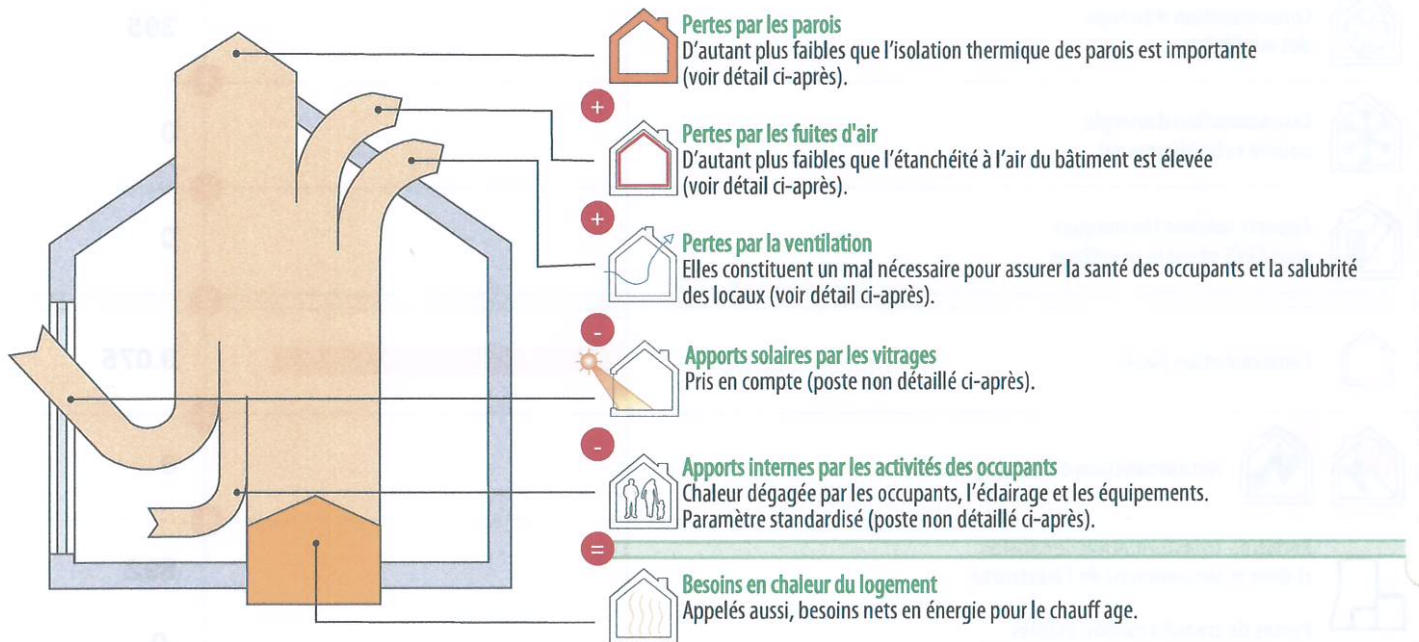 Pertes par les parois
D'autant plus faibles que l'isolation thermique des parois est importante
(voir détail ci-après).
+
Pertes par les fuites d'air
D'autant plus faibles que l'étanchéité à l'air du bâtiment est élevée
(voir détail ci-après).
+
Pertes par la ventilation
Elles constituent un mal nécessaire pour assurer la santé des occupants et la salubrité
des locaux (voir détail ci-après).
-
Apports solaires par les vitrages
Pris en compte (poste non détaillé ci-après).
-
Apports internes par les activités des occupants
Chaleur dégagée par les occupants, l'éclairage et les équipements.
Paramètre standardisé (poste non détaillé ci-après).
=
Besoins en chaleur du logement
Appelés aussi, besoins nets en énergie pour le chauff age.